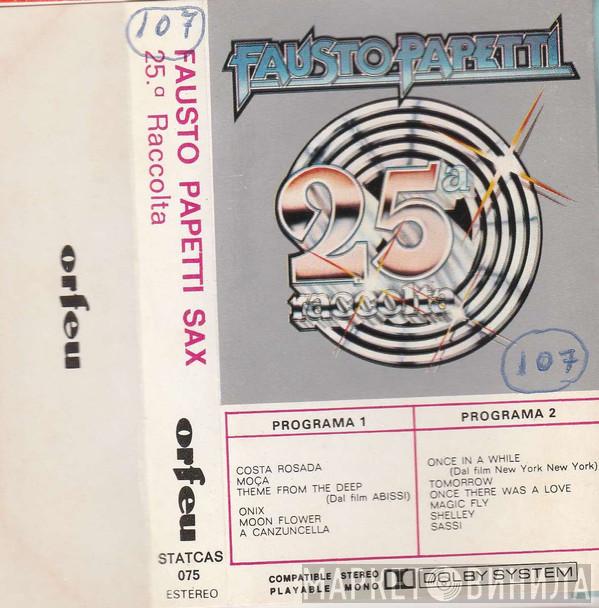 107
FAUSTO PAPETTI SAX
25.ª Raccolta
orfeu
orfeu
STATCAS
075
ESTÉREO
FAUSTO PAPETTI
25ª
raccolta
107
PROGRAMA 1
COSTA ROSADA
MOÇA
THEME FROM THE DEEP
(Dal film ABISSI)
ONIX
MOON FLOWER
A CANZUNCELLA
PROGRAMA 2
ONCE IN A WHILE
(Dal film New York New York)
TOMORROW
ONCE THERE WAS A LOVE
MAGIC FLY
SHELLEY
SASSI
COMPATIBLE STEREO
PLAYABLE MONO
DOLBY SYSTEM
МАРКЕТ ВИНИЛА